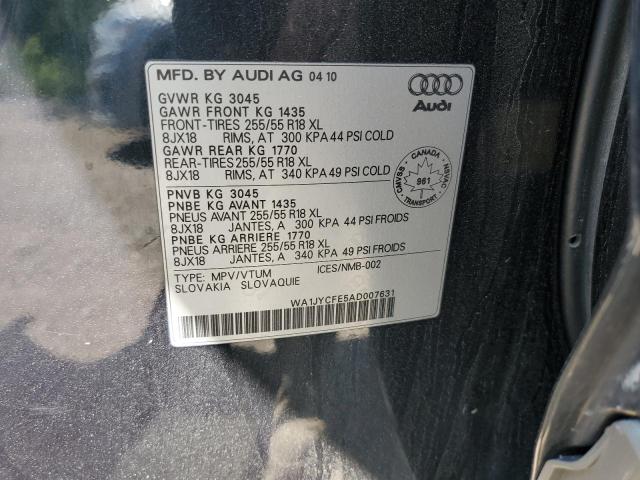 MFD. BY AUDI AG 04 10
Audi
GVWR KG 3045
GAWR FRONT KG 1435
FRONT-TIRES 255/55 R18 XL
8JX18 RIMS, AT 300 KPA 44 PSI COLD
GAWR REAR KG 1770
REAR-TIRES 255/55 R18 XL
8JX18 RIMS, AT 340 KPA 49 PSI COLD
CANADA
CMVSS
961
NSVAC
TRANSPORT
PNVB KG 3045
PNBE KG AVANT 1435
PNEUS AVANT 255/55 R18 XL
8JX18 JANTES, A 300 KPA 44 PSI FROIDS
PNBE KG ARRIERE 1770
PNEUS ARRIERE 255/55 R18 XL
8JX18 JANTES, A 340 KPA 49 PSI FROIDS
TYPE: MPV/VTUM ICES/NMB-002
SLOVAKIA SLOVAQUIE
WA1JYCFE5AD007631